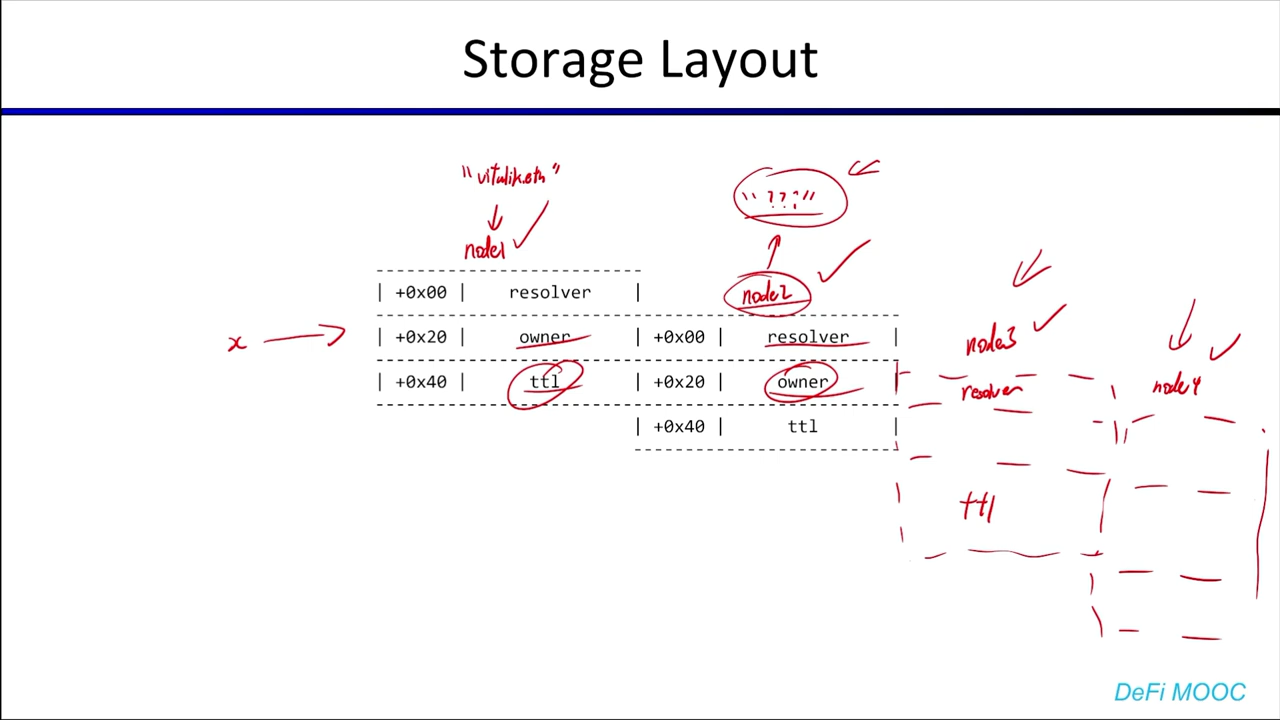 Storage Layout
"vitalik.eth"
"???"
node1
node2
| +0x00 | resolver |
x
| +0x20 | owner | +0x00 | resolver |
node3
| +0x40 | ttl | +0x20 | owner |
resolver
node4
| +0x40 | ttl |
ttl
DeFi MOOC